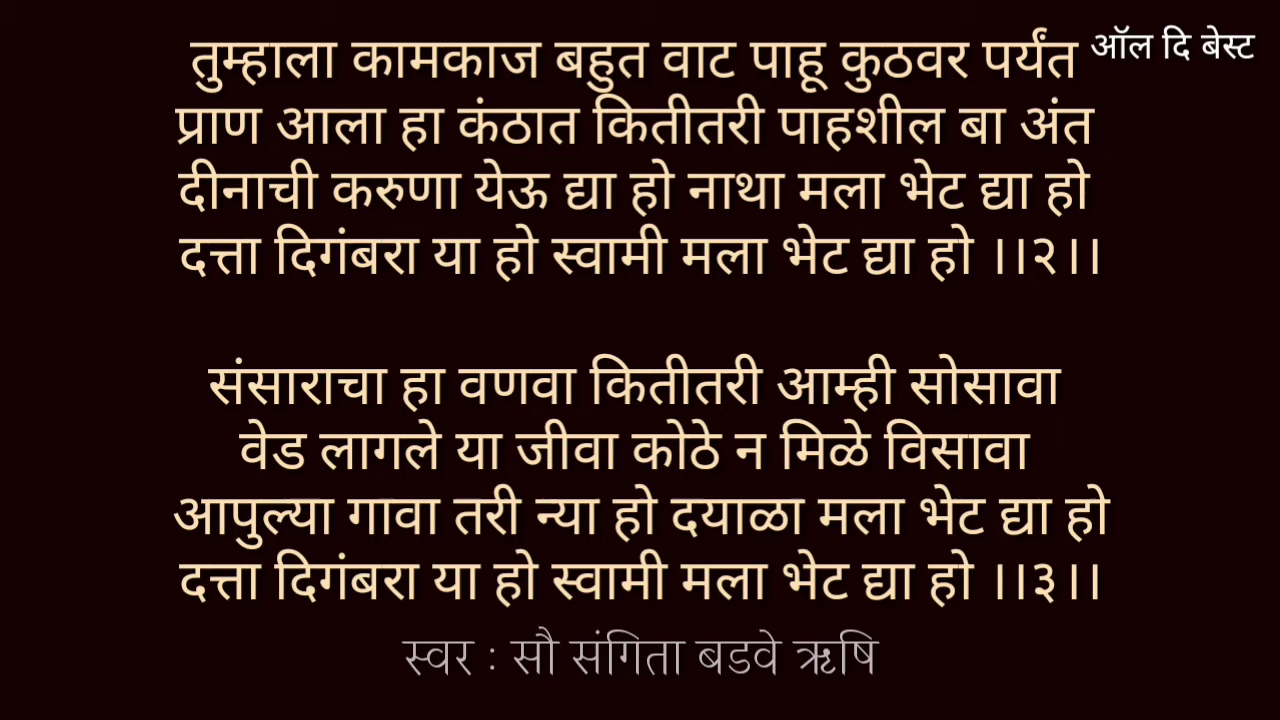 तुम्हाला कामकाज बहुत वाट पाहू कुठवर पर्यंत
ऑल दि बेस्ट
प्राण आला हा कंठात कितीतरी पाहशील बा अंत
दीनाची करुणा येऊ द्या हो नाथा मला भेट द्या हो
दत्ता दिगंबरा या हो स्वामी मला भेट द्या हो ।।२।।
संसाराचा हा वणवा कितीतरी आम्ही सोसावा
वेड लागले या जीवा कोठे न मिळे विसावा
आपुल्या गावा तरी न्या हो दयाळा मला भेट द्या हो
दत्ता दिगंबरा या हो स्वामी मला भेट द्या हो ।।३।।
स्वर : सौ संगिता बडवे ऋषि